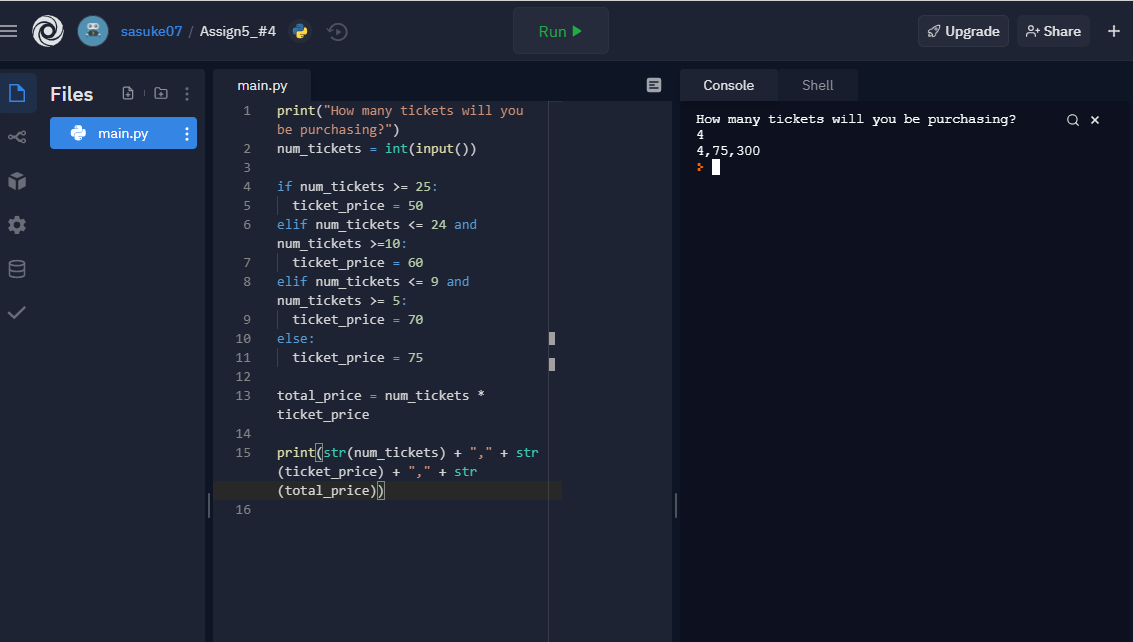 sasuke07 / Assign5_#4
Run
Upgrade
Share
Files
main.py
main.py
1 print("How many tickets will you
be purchasing?")
2 num_tickets = int(input())
3
4 if num_tickets >= 25:
5 ticket_price = 50
6 elif num_tickets <= 24 and
num_tickets >=10:
7 ticket_price = 60
8 elif num_tickets <= 9 and
num_tickets >= 5:
9 ticket_price = 70
10 else:
11 ticket_price = 75
12
13 total_price = num_tickets *
ticket_price
14
15 print(str(num_tickets) + "," + str
(ticket_price) + "," + str
(total_price))
16
Console
Shell
How many tickets will you be purchasing?
4
4,75,300